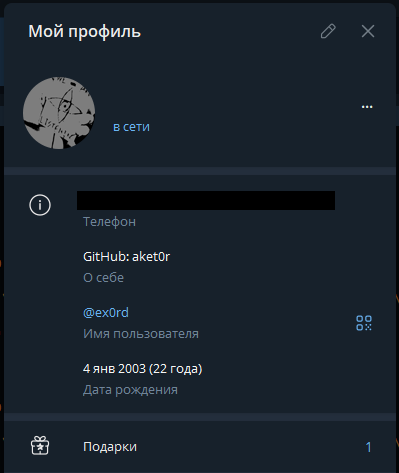 Мой профиль
в сети
Телефон
GitHub: aket0r
О себе
@ex0rd
Имя пользователя
4 янв 2003 (22 года)
Дата рождения
Подарки 1